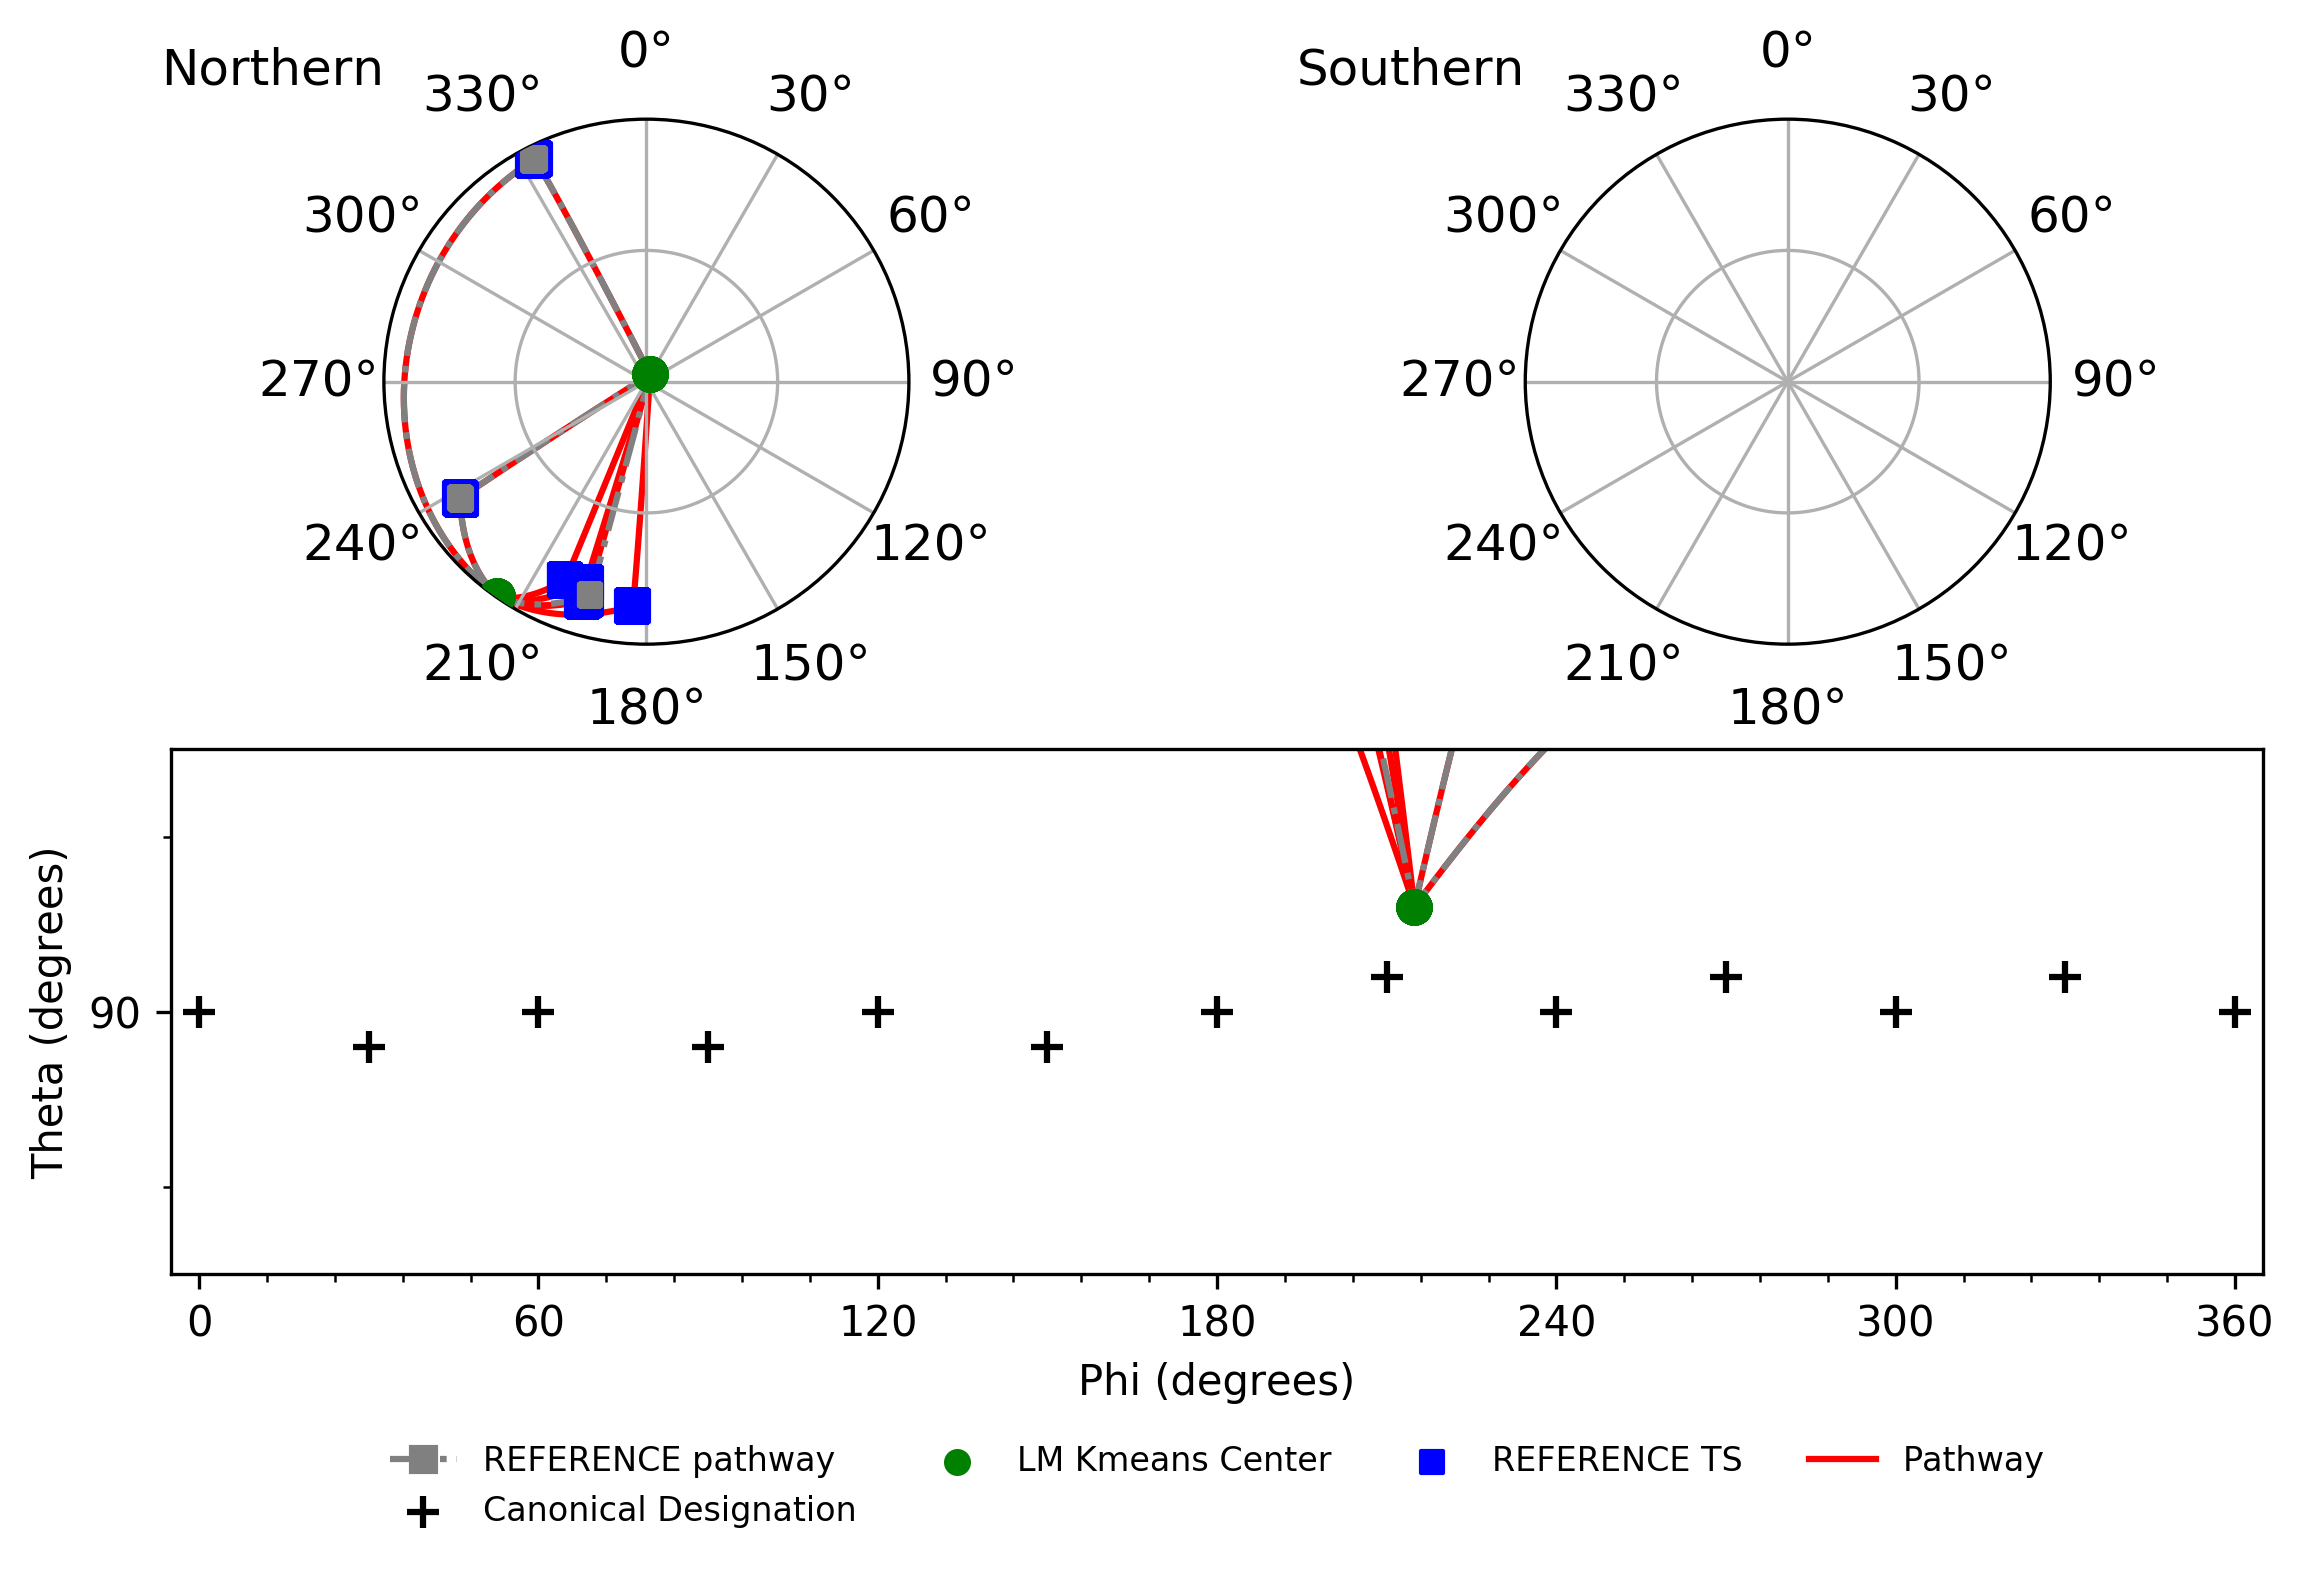 Northern
0°
30°
60°
90°
120°
150°
180°
210°
240°
270°
300°
330°
Southern
0°
30°
60°
90°
120°
150°
180°
210°
240°
270°
300°
330°
Theta (degrees)
90
0 60 120 180 240 300 360
Phi (degrees)
REFERENCE pathway
Canonical Designation
LM Kmeans Center
REFERENCE TS
Pathway